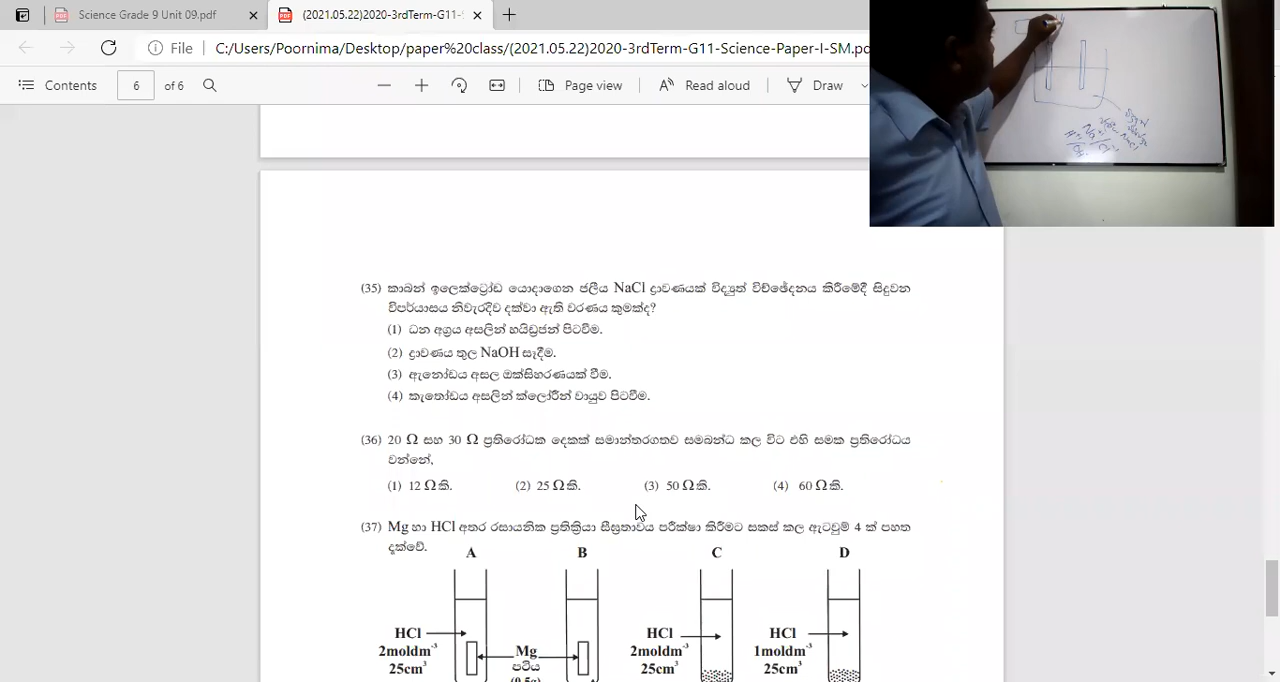 Science Grade 9 Unit 09.pdf
(2021.05.22)2020-3rdTerm-G11-S
File
C:/Users/Poornima/Desktop/paper%20class/(2021.05.22)2020-3rdTerm-G11-Science-Paper-I-SM.pd
Contents
6
of 6
Page view
Read aloud
Draw
(35) කාබන් ඉලෙක්ට්‍රෝඩ යොදාගෙන ජලීය NaCl ද්‍රාවණයක් විද්‍යුත් විච්ඡේදනය කිරීමේදී සිදුවන
විපර්යාසය නිවැරදිව දක්වා ඇති වරණය කුමක්ද?
(1) ධන අග්‍රය අසලින් හයිඩ්‍රජන් පිටවීම.
(2) ද්‍රාවණය තුල NaOH සෑදීම.
(3) ඇනෝඩය අසල ඔක්සිහරණයක් වීම.
(4) කැතෝඩය අසලින් ක්ලෝරීන් වායුව පිටවීම.
(36) 20 Ω සහ 30 Ω ප්‍රතිරෝධක දෙකක් සමාන්තරගතව සම්බන්ධ කල විට එහි සමක ප්‍රතිරෝධය
වන්නේ,
(1) 12 Ω කි. (2) 25 Ω කි. (3) 50 Ω කි. (4) 60 Ω කි.
(37) Mg හා HCl අතර රසායනික ප්‍රතික්‍රියා සීඝ්‍රතාවය පරීක්ෂා කිරීමට සකස් කල ඇටවුම් 4 ක් පහත
දැක්වේ.
A B C D
HCl HCl HCl
2moldm⁻³ Mg 2moldm⁻³ 1moldm⁻³
25cm³ පටිය 25cm³ 25cm³
(0.5g)
NaCl
Na⁺ / Cl⁻
H⁺ / OH⁻